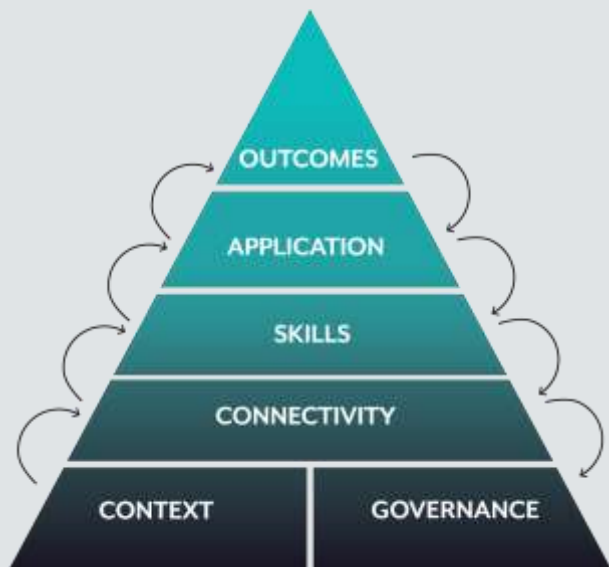 OUTCOMES
APPLICATION
SKILLS
CONNECTIVITY
CONTEXT
GOVERNANCE